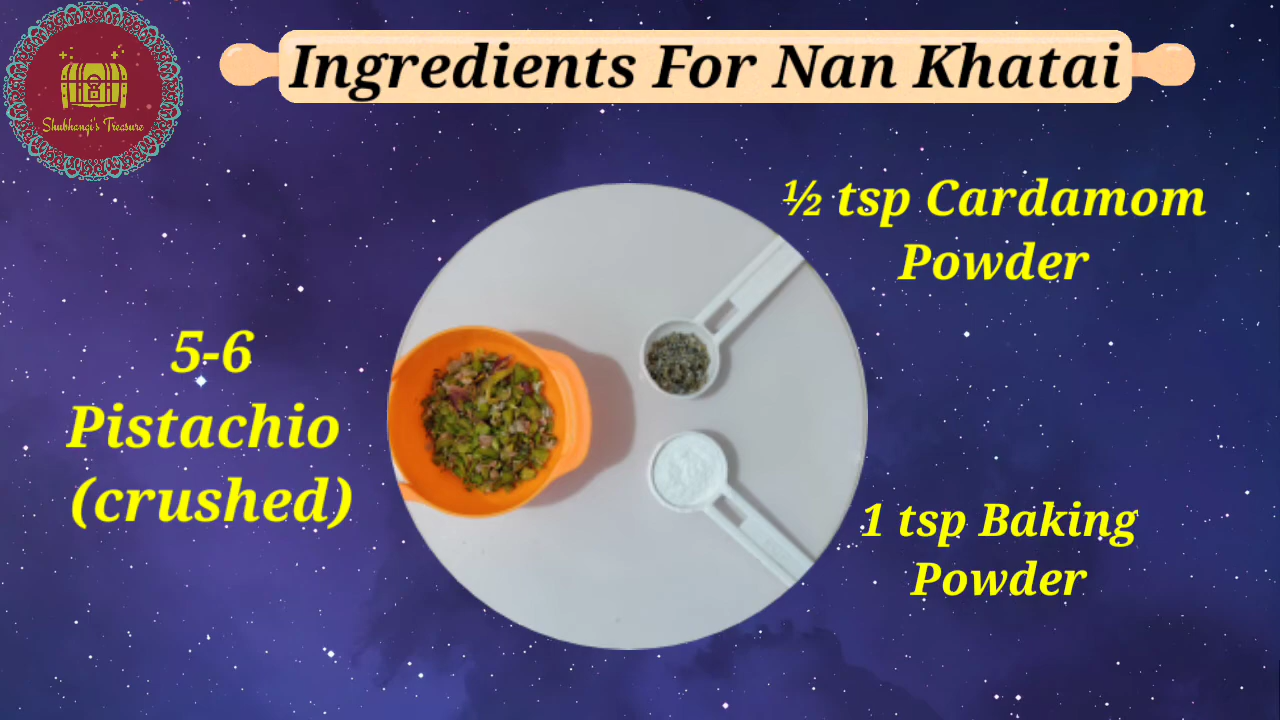 Shubhangi's Treasure
Ingredients For Nan Khatai
½ tsp Cardamom
Powder
5-6
Pistachio
(crushed)
1 tsp Baking
Powder